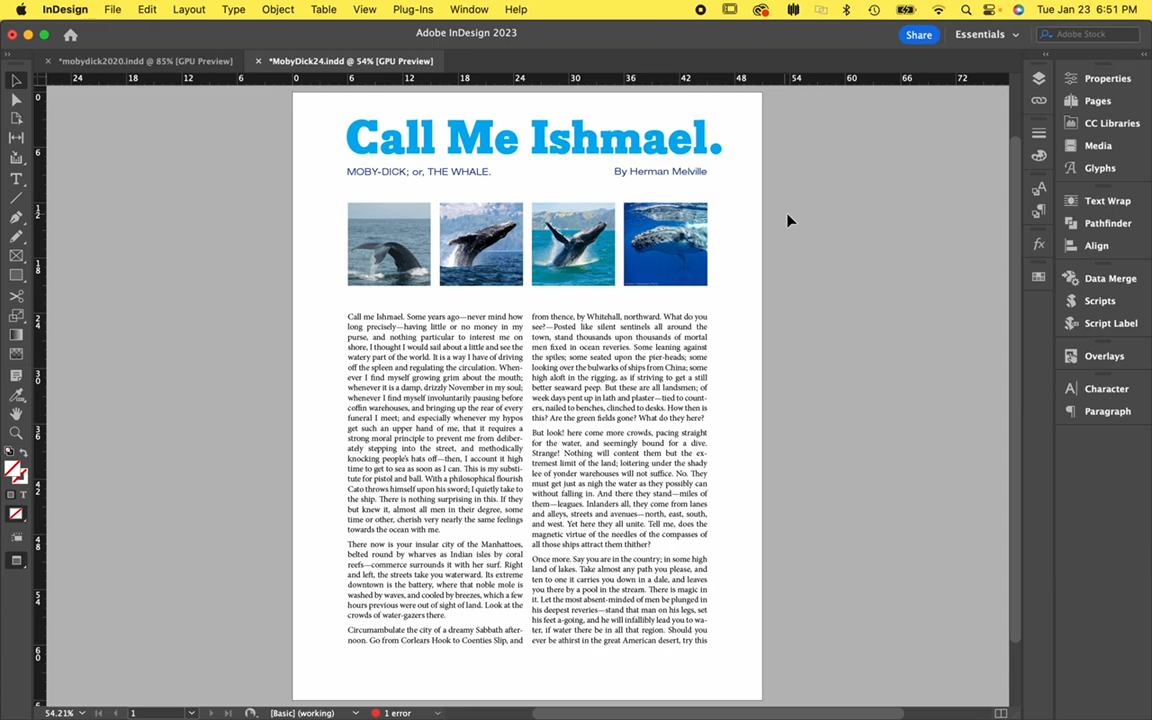 InDesign File Edit Layout Type Object Table View Plug-Ins Window Help Tue Jan 23 6:51 PM
Adobe InDesign 2023 Share Essentials Adobe Stock
*mobydick2020.indd @ 85% [GPU Preview] *MobyDick24.indd @ 54% [GPU Preview]
24 18 12 6 0 6 12 18 24 30 36 42 48 54 60 66 72
Properties
Pages
CC Libraries
Media
Glyphs
Text Wrap
Pathfinder
Align
Data Merge
Scripts
Script Label
Overlays
Character
Paragraph
0
6
12
18
24
30
36
42
48
54
60
Call Me Ishmael.
MOBY-DICK; or, THE WHALE. By Herman Melville
Call me Ishmael. Some years ago—never mind how
long precisely—having little or no money in my
purse, and nothing particular to interest me on
shore, I thought I would sail about a little and see the
watery part of the world. It is a way I have of driving
off the spleen and regulating the circulation. When-
ever I find myself growing grim about the mouth;
whenever it is a damp, drizzly November in my soul;
whenever I find myself involuntarily pausing before
coffin warehouses, and bringing up the rear of every
funeral I meet; and especially whenever my hypos
get such an upper hand of me, that it requires a
strong moral principle to prevent me from deliber-
ately stepping into the street, and methodically
knocking people's hats off—then, I account it high
time to get to sea as soon as I can. This is my substi-
tute for pistol and ball. With a philosophical flourish
Cato throws himself upon his sword; I quietly take to
the ship. There is nothing surprising in this. If they
but knew it, almost all men in their degree, some
time or other, cherish very nearly the same feelings
towards the ocean with me.
There now is your insular city of the Manhattoes,
belted round by wharves as Indian isles by coral
reefs—commerce surrounds it with her surf. Right
and left, the streets take you waterward. Its extreme
downtown is the battery, where that noble mole is
washed by waves, and cooled by breezes, which a few
hours previous were out of sight of land. Look at the
crowds of water-gazers there.
Circumambulate the city of a dreamy Sabbath after-
noon. Go from Corlears Hook to Coenties Slip, and
from thence, by Whitehall, northward. What do you
see?—Posted like silent sentinels all around the
town, stand thousands upon thousands of mortal
men fixed in ocean reveries. Some leaning against
the spiles; some seated upon the pier-heads; some
looking over the bulwarks of ships from China; some
high aloft in the rigging, as if striving to get a still
better seaward peep. But these are all landsmen; of
week days pent up in lath and plaster—tied to count-
ers, nailed to benches, clinched to desks. How then is
this? Are the green fields gone? What do they here?
But look! here come more crowds, pacing straight
for the water, and seemingly bound for a dive.
Strange! Nothing will content them but the ex-
tremest limit of the land; loitering under the shady
lee of yonder warehouses will not suffice. No. They
must get just as nigh the water as they possibly can
without falling in. And there they stand—miles of
them—leagues. Inlanders all, they come from lanes
and alleys, streets and avenues—north, east, south,
and west. Yet here they all unite. Tell me, does the
magnetic virtue of the needles of the compasses of
all those ships attract them thither?
Once more. Say you are in the country; in some high
land of lakes. Take almost any path you please, and
ten to one it carries you down in a dale, and leaves
you there by a pool in the stream. There is magic in
it. Let the most absent-minded of men be plunged in
his deepest reveries—stand that man on his legs, set
his feet a-going, and he will infallibly lead you to wa-
ter, if water there be in all that region. Should you
ever be athirst in the great American desert, try this
54.21% 1 [Basic] (working) 1 error